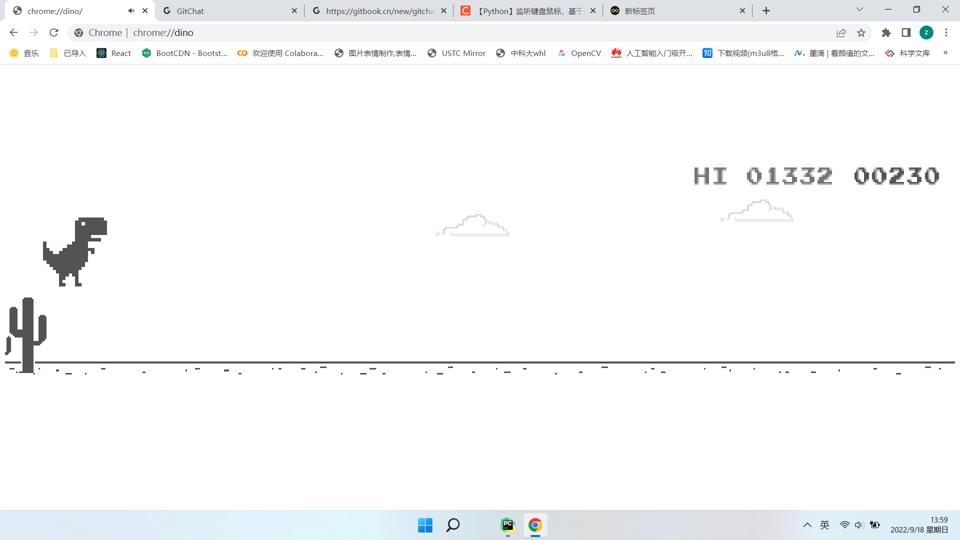 chrome://dino/
GitChat
https://gitbook.cn/new/gitcha
【Python】监听键盘鼠标，基于
新标签页
Chrome | chrome://dino
z
音乐
已导入
React
BootCDN - Bootst...
欢迎使用 Colabora...
图片表情制作,表情...
USTC Mirror
中科大whl
OpenCV
人工智能入门极开...
下载视频(m3u8格...
墨滴 | 看颜值的文...
科学文库
»
HI 01332 00230
英
13:59
2022/9/18 星期日